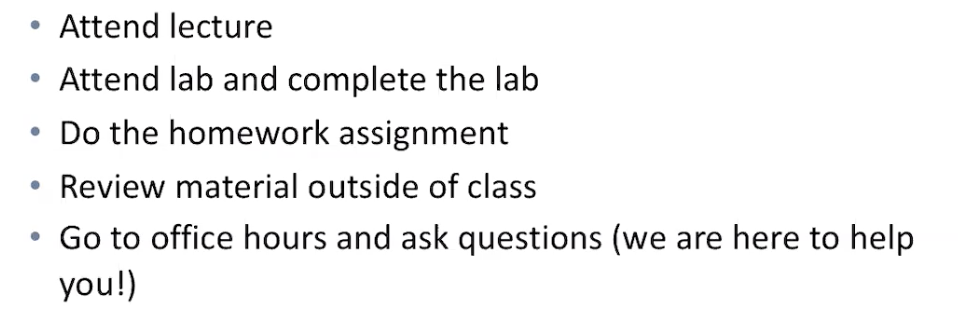 • Attend lecture
• Attend lab and complete the lab
• Do the homework assignment
• Review material outside of class
• Go to office hours and ask questions (we are here to help
you!)